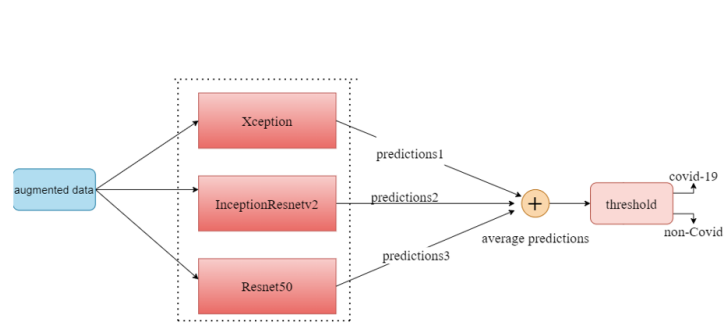 augmented data
Xception
InceptionResnetv2
Resnet50
predictions1
predictions2
predictions3
+
average predictions
threshold
covid-19
non-Covid